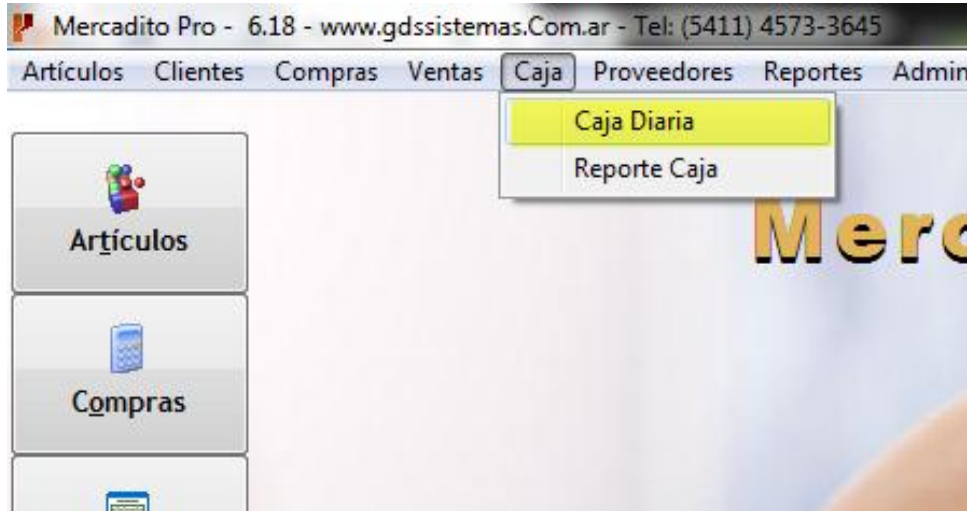 Mercadito Pro - 6.18 - www.gdssistemas.Com.ar - Tel: (5411) 4573-3645
Artículos Clientes Compras Ventas Caja Proveedores Reportes Admin
Caja Diaria
Reporte Caja
Merc
Artículos
Compras